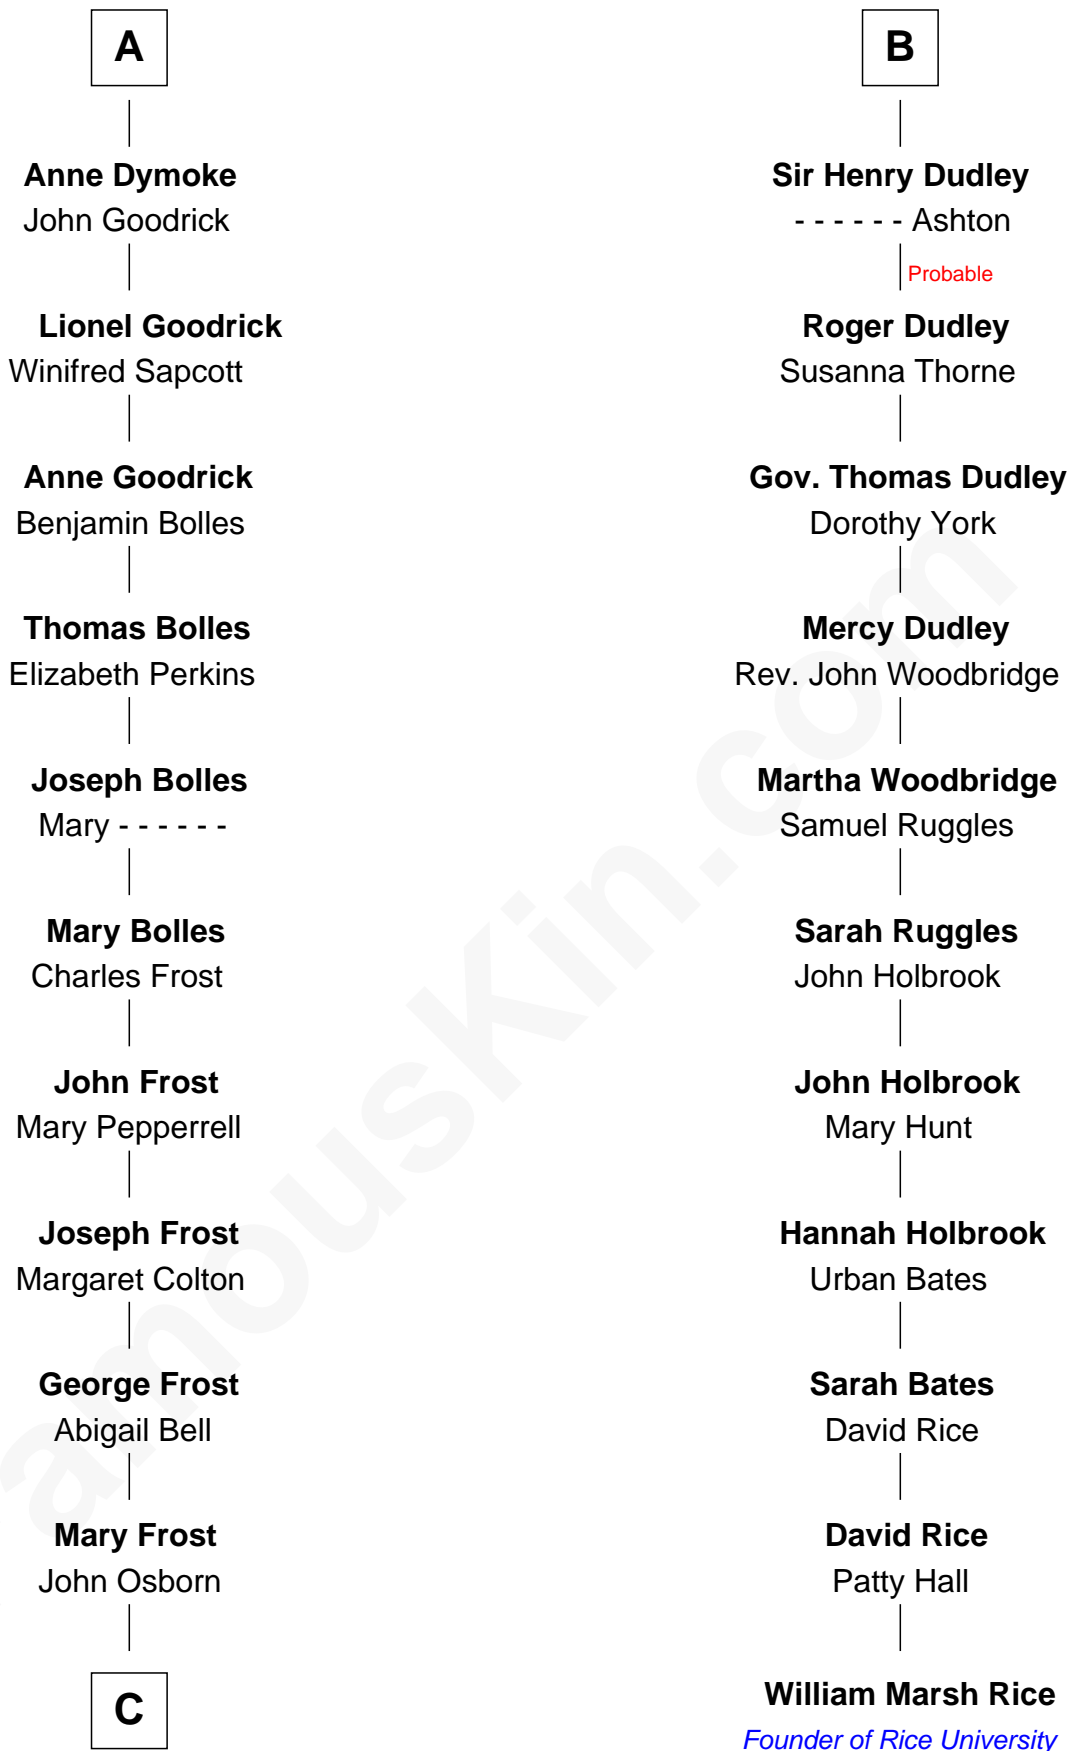 A
Anne Dymoke
John Goodrick
Lionel Goodrick
Winifred Sapcott
Anne Goodrick
Benjamin Bolles
Thomas Bolles
Elizabeth Perkins
Joseph Bolles
Mary - - - - - -
Mary Bolles
Charles Frost
John Frost
Mary Pepperrell
Joseph Frost
Margaret Colton
George Frost
Abigail Bell
Mary Frost
John Osborn
C
B
Sir Henry Dudley
- - - - - - Ashton
Probable
Roger Dudley
Susanna Thorne
Gov. Thomas Dudley
Dorothy York
Mercy Dudley
Rev. John Woodbridge
Martha Woodbridge
Samuel Ruggles
Sarah Ruggles
John Holbrook
John Holbrook
Mary Hunt
Hannah Holbrook
Urban Bates
Sarah Bates
David Rice
David Rice
Patty Hall
William Marsh Rice
Founder of Rice University
amousKin.com